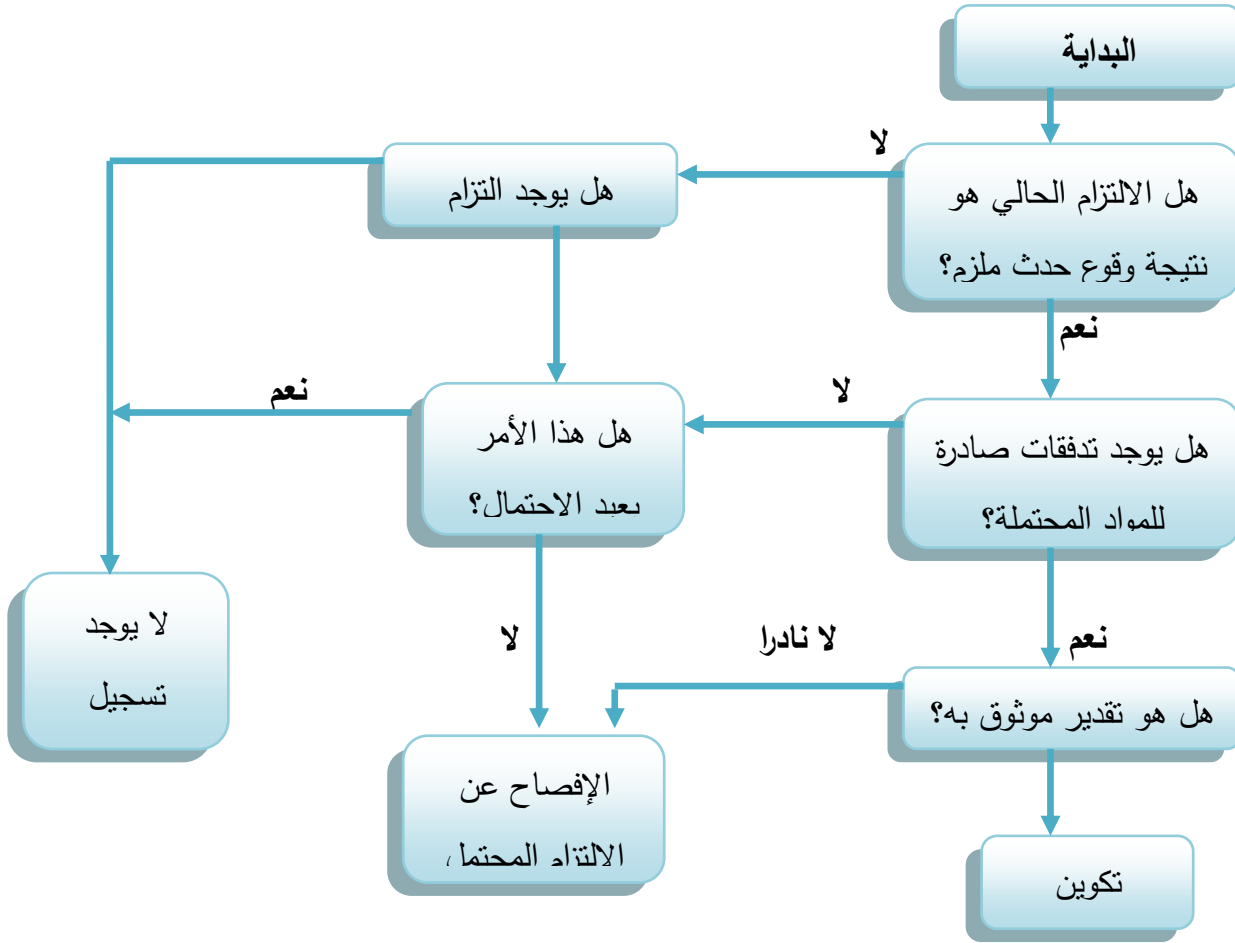 البداية
لا
هل يوجد التزام
هل الالتزام الحالي هو
نتيجة وقوع حدث ملزم؟
نعم
لا
نعم
هل يوجد تدفقات صادرة
للمواد المحتملة؟
هل هذا الأمر
بعيد الاحتمال؟
لا يوجد
تسجيل
نعم
لا نادرا
لا
هل هو تقدير موثوق به؟
الإفصاح عن
الالتزام المحتمل
تكوين